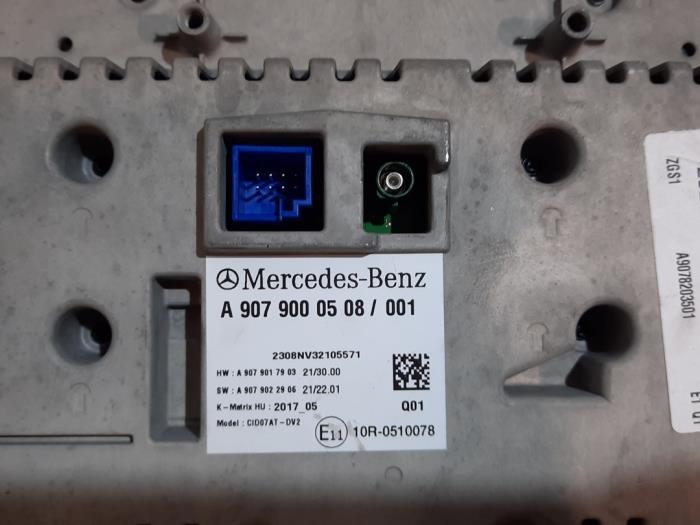 Mercedes-Benz
A 907 900 05 08 / 001
2308NV32105571
HW : A 907 901 79 03 21/30.00
SW : A 907 902 29 06 21/22.01
K-Matrix HU : 2017_05
Q01
Model : CID07AT-DV2
E11 10R-0510078
ZGS1
A9078203501